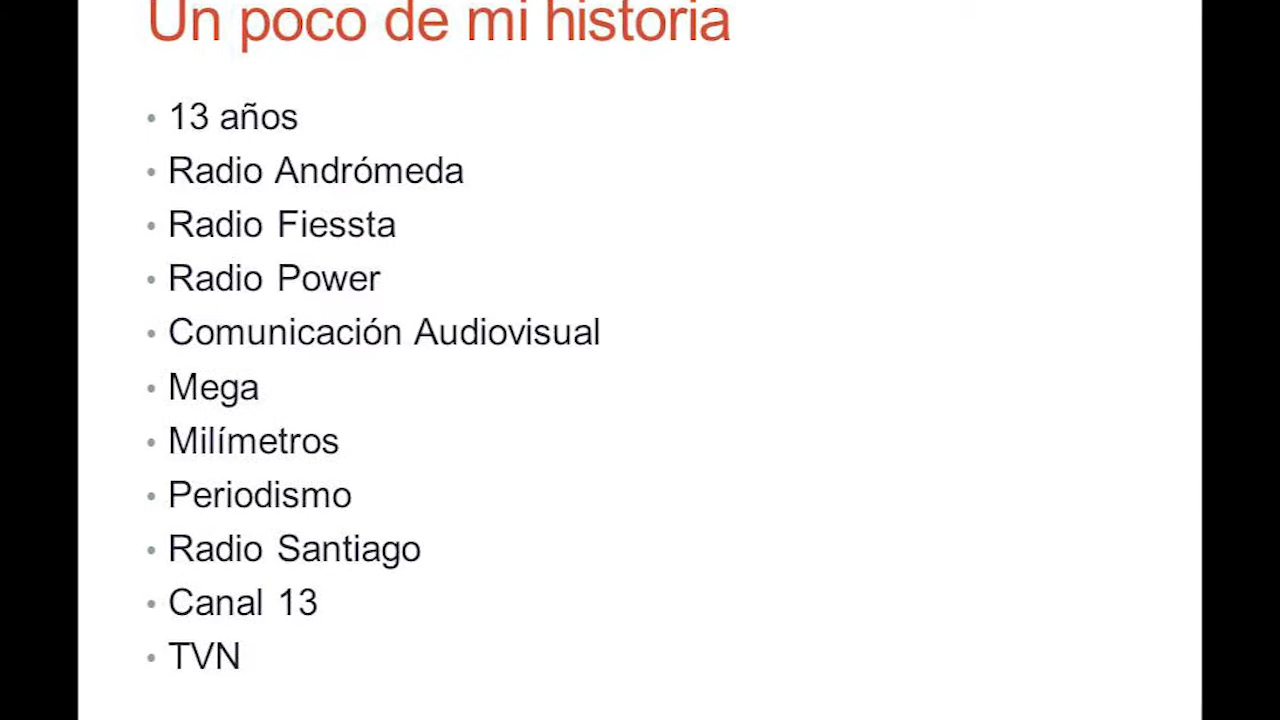 Un poco de mi historia
• 13 años
• Radio Andrómeda
• Radio Fiessta
• Radio Power
• Comunicación Audiovisual
• Mega
• Milímetros
• Periodismo
• Radio Santiago
• Canal 13
• TVN